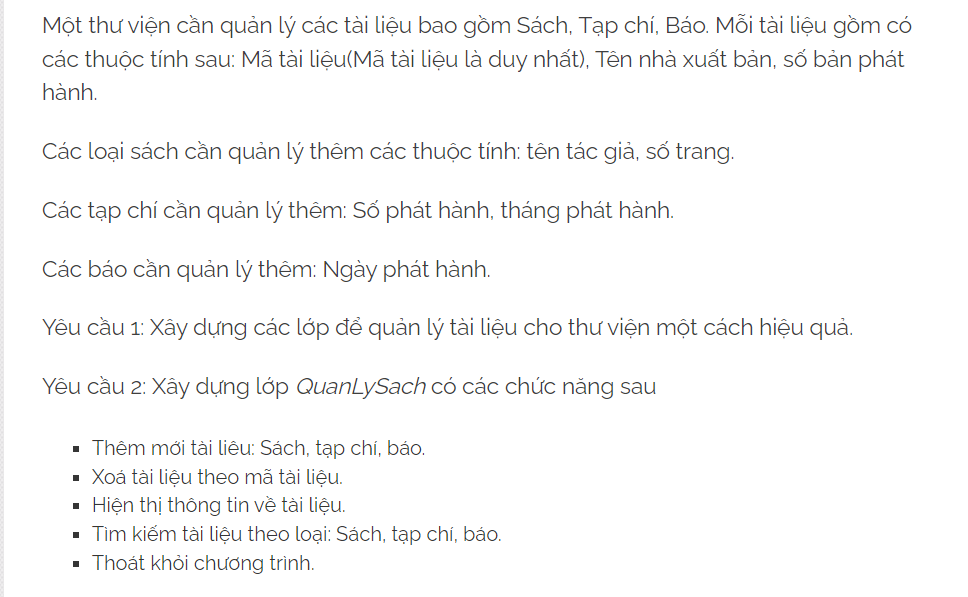 Một thư viện cần quản lý các tài liệu bao gồm Sách, Tạp chí, Báo. Mỗi tài liệu gồm có
các thuộc tính sau: Mã tài liệu(Mã tài liệu là duy nhất), Tên nhà xuất bản, số bản phát
hành.
Các loại sách cần quản lý thêm các thuộc tính: tên tác giả, số trang.
Các tạp chí cần quản lý thêm: Số phát hành, tháng phát hành.
Các báo cần quản lý thêm: Ngày phát hành.
Yêu cầu 1: Xây dựng các lớp để quản lý tài liệu cho thư viện một cách hiệu quả.
Yêu cầu 2: Xây dựng lớp QuanLySach có các chức năng sau
▪ Thêm mới tài liêu: Sách, tạp chí, báo.
▪ Xoá tài liệu theo mã tài liệu.
▪ Hiện thị thông tin về tài liệu.
▪ Tìm kiếm tài liệu theo loại: Sách, tạp chí, báo.
▪ Thoát khỏi chương trình.